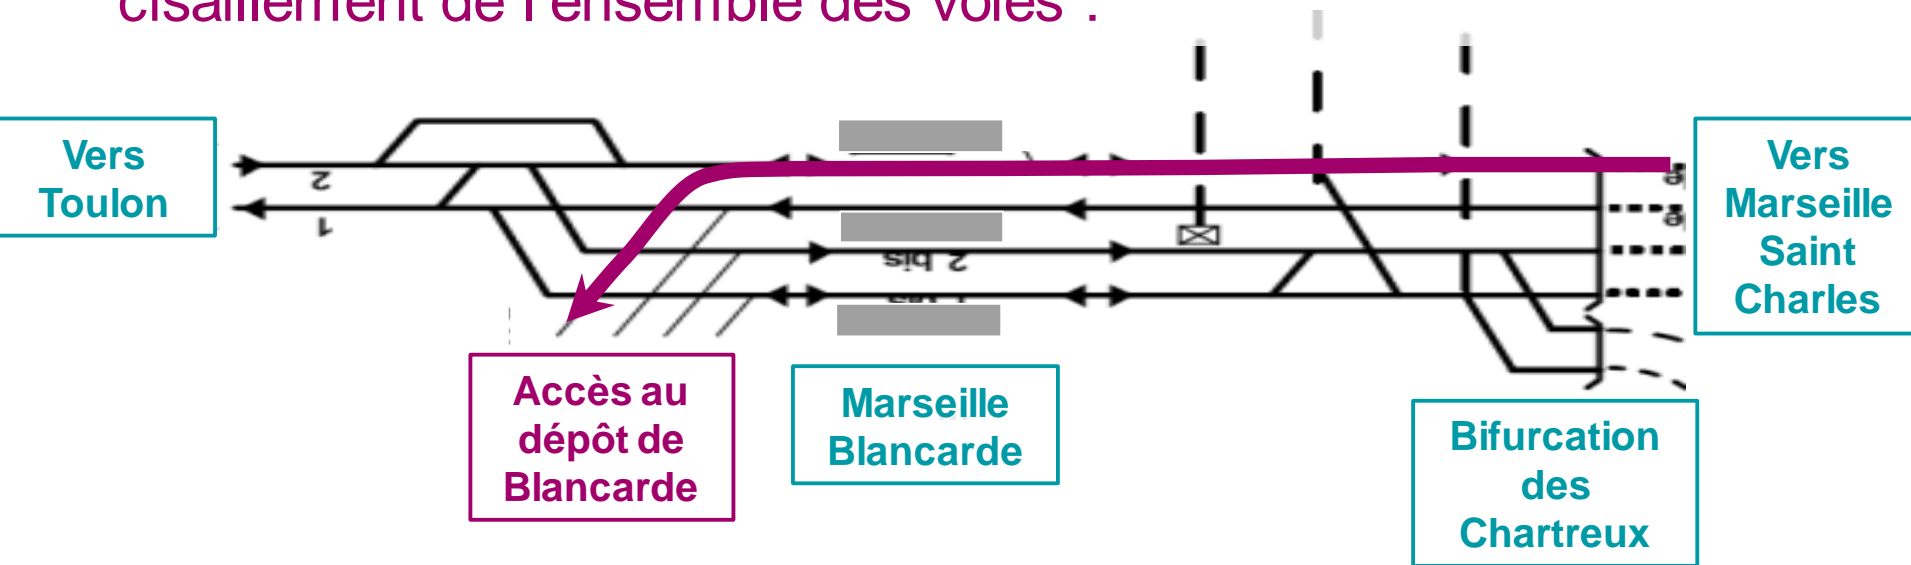 cisaillement de l'ensemble des voies :
Vers
Toulon
2
1
2 bis
Vers
Marseille
Saint
Charles
Accès au
dépôt de
Blancarde
Marseille
Blancarde
Bifurcation
des
Chartreux